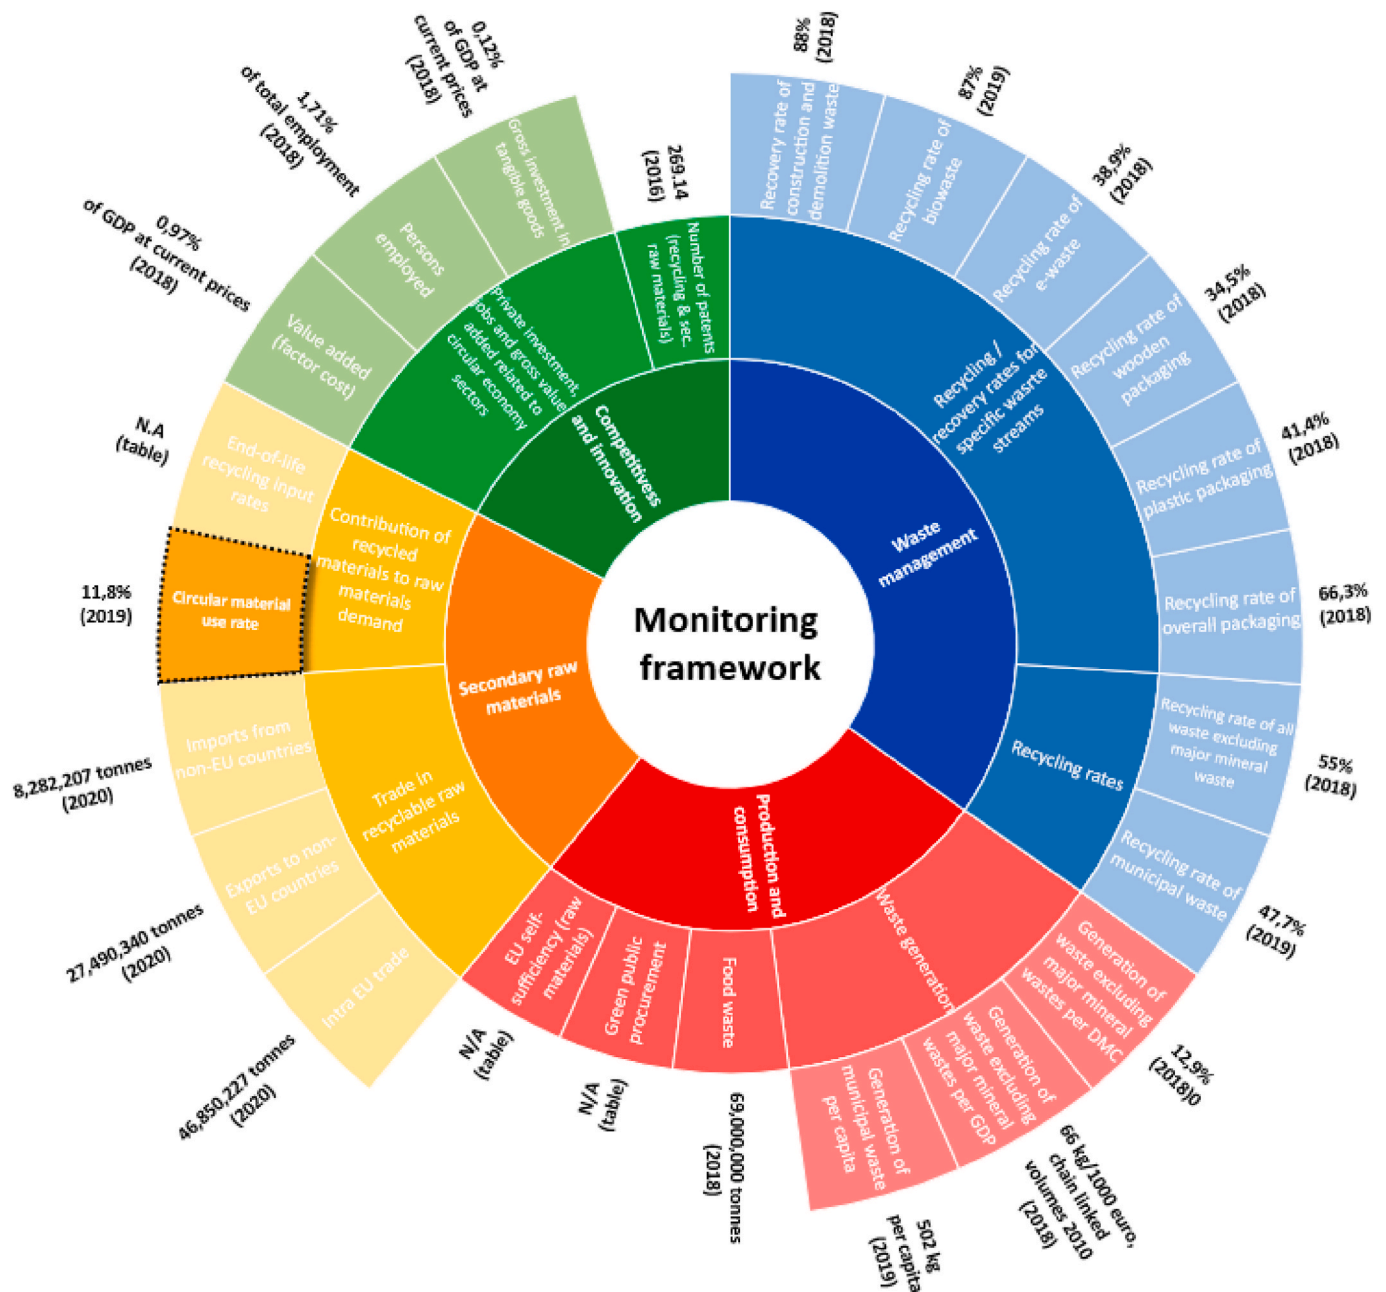 Monitoring
framework
Waste
management
Recycling /
recovery rates for
specific wasrte
streams
Recovery rate of
construction and
demolition waste
88%
(2018)
Recycling rate of
biowaste
87%
(2019)
Recycling rate of
e-waste
38,9%
(2018)
Recycling rate of
wooden
packaging
34,5%
(2018)
Recycling rate of
plastic packaging
41,4%
(2018)
Recycling rate of
overall packaging
66,3%
(2018)
Recycling rates
Recycling rate of all
waste excluding
major mineral
waste
55%
(2018)
Recycling rate of
municipal waste
47,7%
(2019)
Production and
consumption
Waste generation
Generation of
waste excluding
major mineral
wastes per DMC
12,9%
(2018)0
Generation of
waste excluding
major mineral
wastes per GDP
66 kg/1000 euro,
chain linked
volumes 2010
(2018)
Generation of
municipal waste
per capita
502 kg
per capita
(2019)
Food waste
69,000,000 tonnes
(2018)
Green public
procurement
N/A
(table)
EU self-
sufficiency (raw
materials)
N/A
(table)
Secondary raw
materials
Trade in
recyclable raw
materials
Intra EU trade
46,850,227 tonnes
(2020)
Exports to non-
EU countries
27,490,340 tonnes
(2020)
Imports from
non-EU countries
8,282,207 tonnes
(2020)
Contribution of
recycled
materials to raw
materials
demand
Circular material
use rate
11,8%
(2019)
End-of-life
recycling input
rates
N.A
(table)
Competitivess
and innovation
Private investment,
jobs and gross value
added related to
circular economy
sectors
Value added
(factor cost)
0,97%
of GDP at current prices
(2018)
Persons
employed
1,71%
of total employment
(2018)
Gross investment in
tangible goods
0,12%
of GDP at
current prices
(2018)
Number of patents
(recycling & sec.
raw materials)
269.14
(2016)